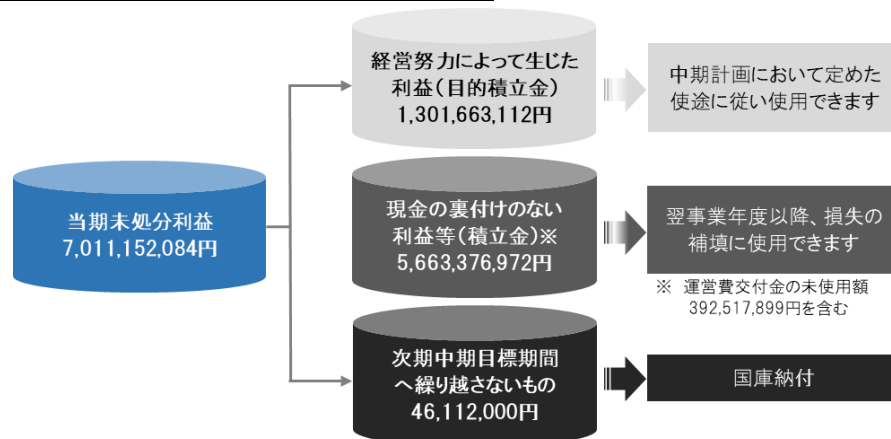 経営努力によって生じた
利益(目的積立金)
1,301,663,112円
中期計画において定めた
使途に従い使用できます
当期未処分利益
7,011,152,084円
現金の裏付けのない
利益等(積立金)※
5,663,376,972円
翌事業年度以降、損失の
補填に使用できます
※ 運営費交付金の未使用額
392,517,899円を含む
次期中期目標期間
へ繰り越さないもの
46,112,000円
国庫納付